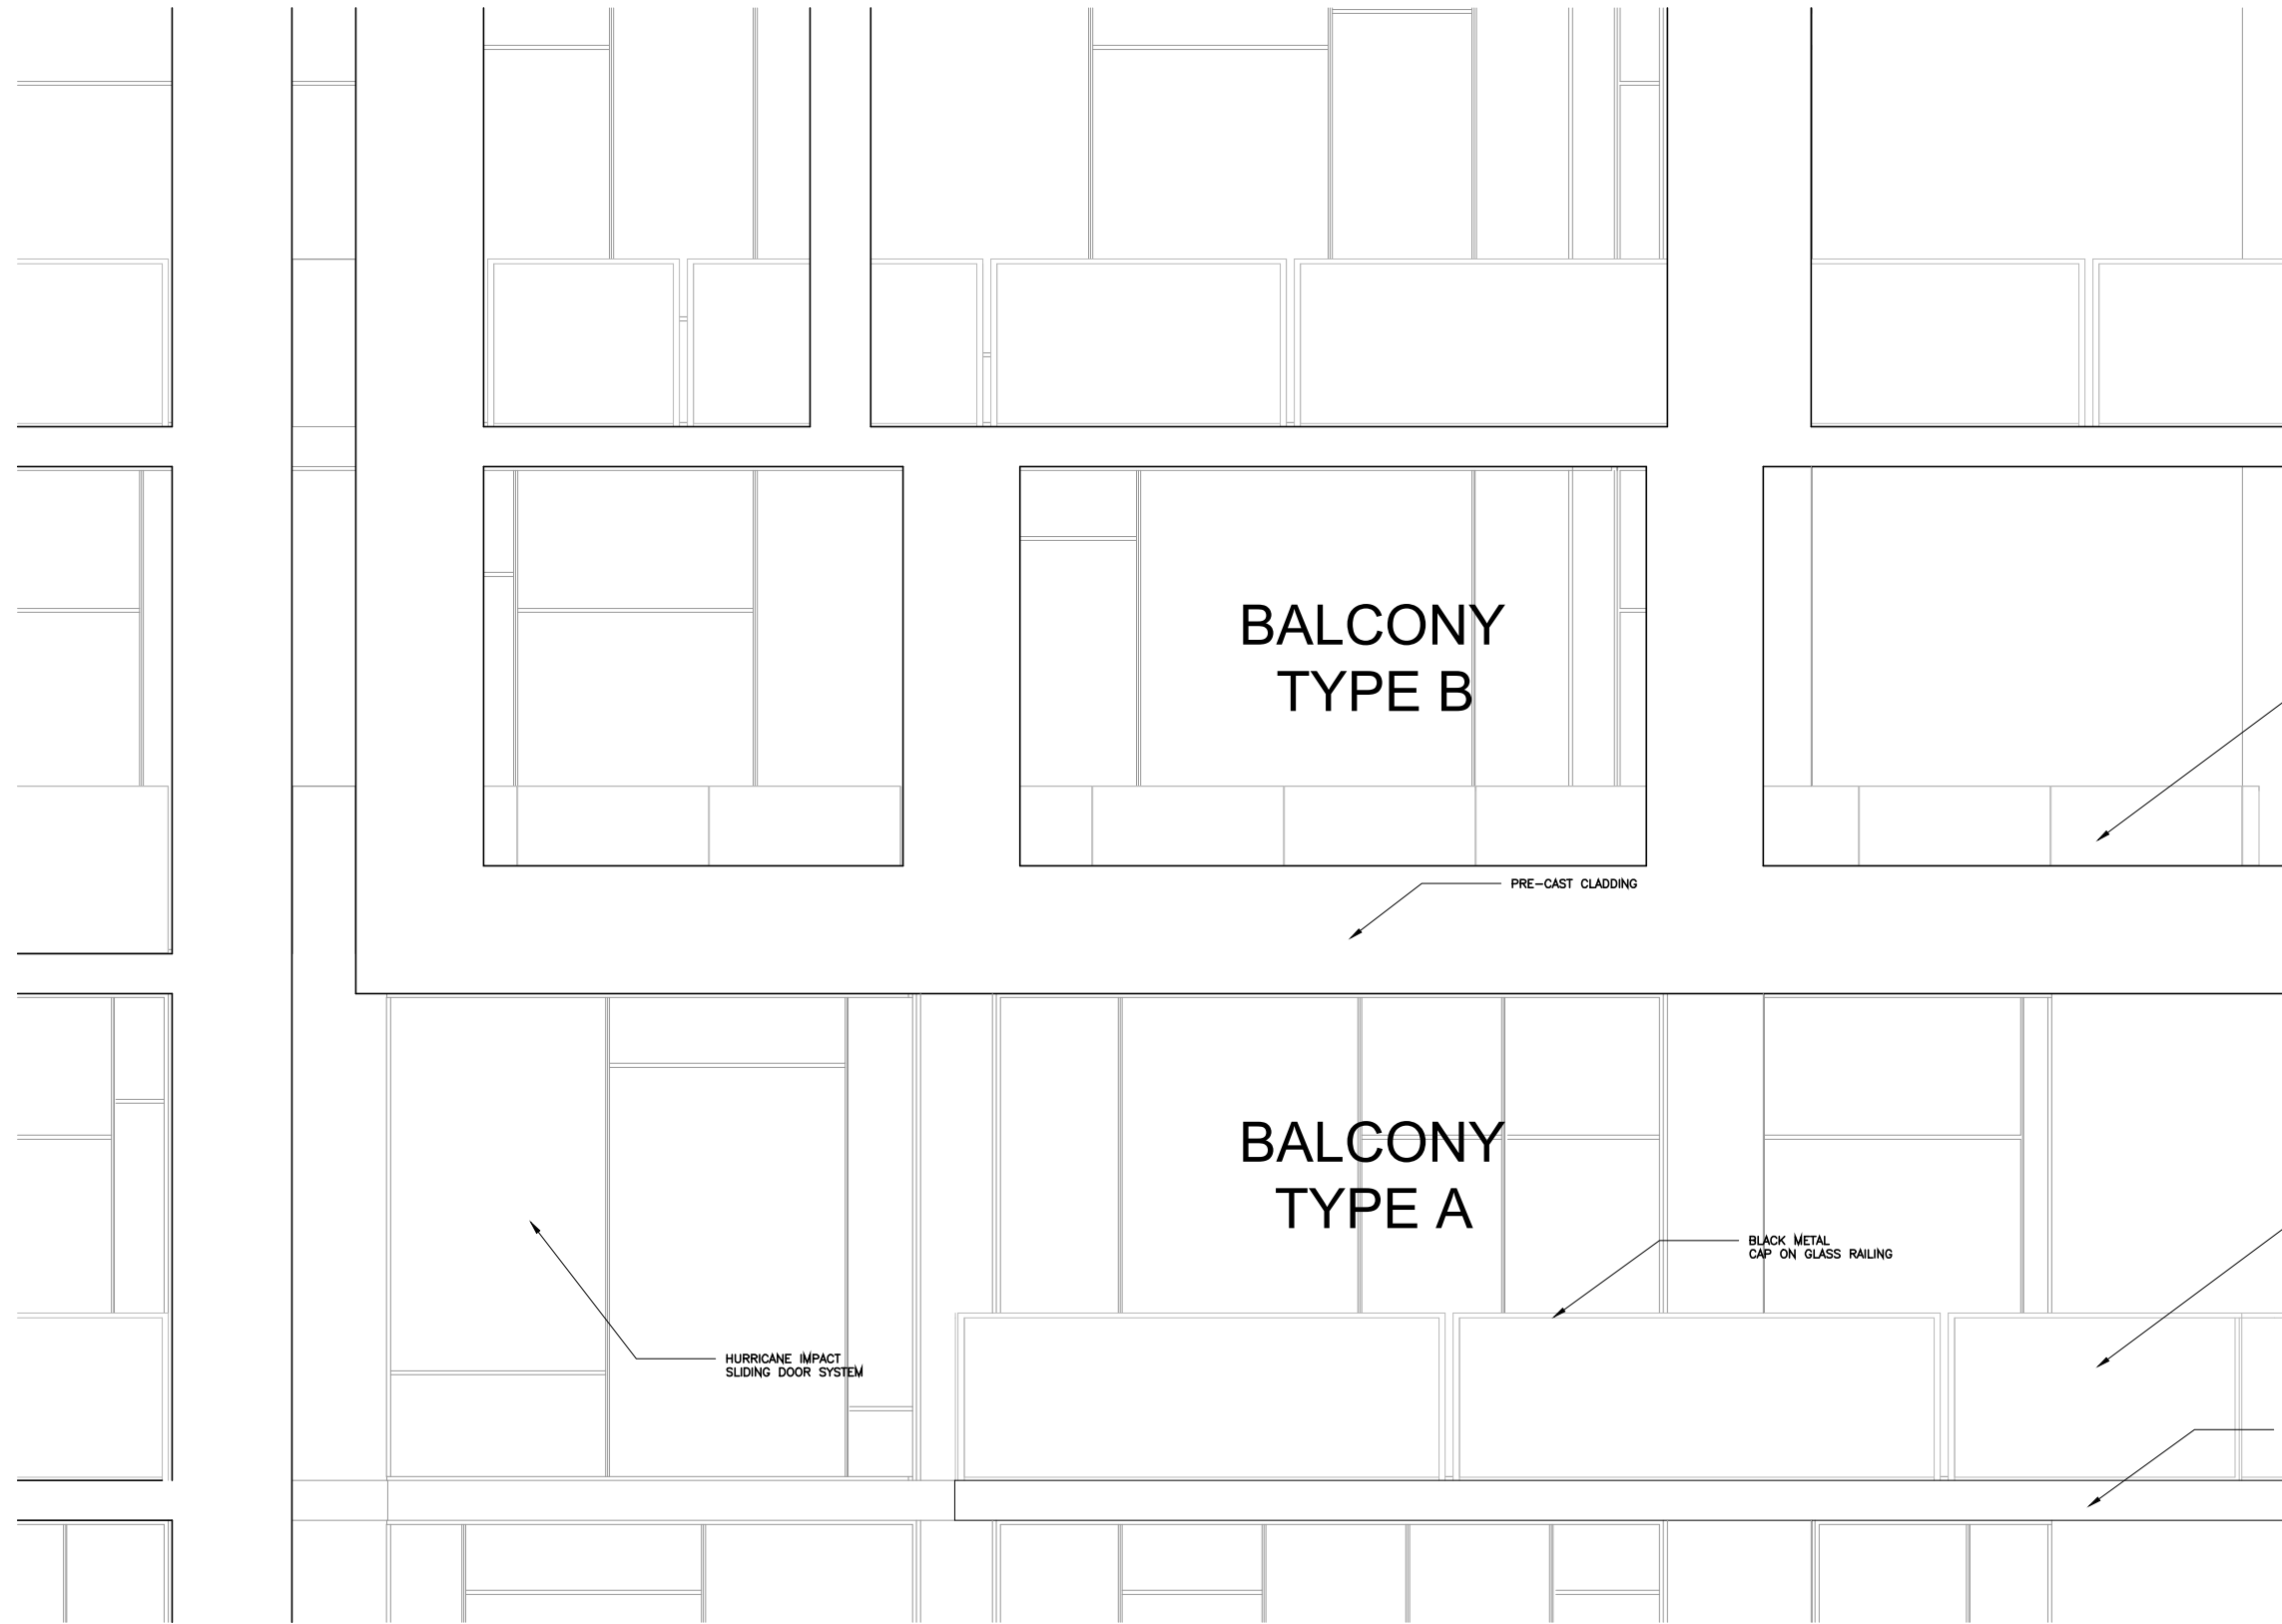 BALCONY
TYPE B
PRE-CAST CLADDING
BALCONY
TYPE A
BLACK METAL
CAP ON GLASS RAILING
HURRICANE IMPACT
SLIDING DOOR SYSTEM